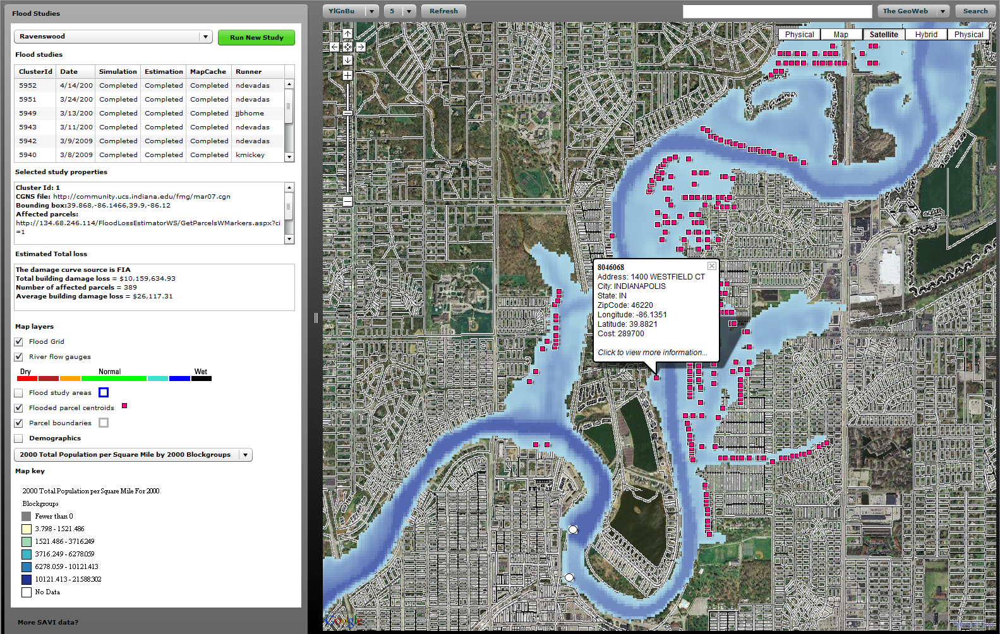 Flood Studies
Ravenswood
Run New Study
Flood studies
ClusterId Date Simulation Estimation MapCache Runner
5952 4/14/200 Completed Completed Completed ndevadas
5951 3/24/200 Completed Completed Completed ndevadas
5949 3/13/200 Completed Completed Completed jjbhome
5943 3/11/200 Completed Completed Completed ndevadas
5942 3/9/2009 Completed Completed Completed ndevadas
5940 3/8/2009 Completed Completed Completed kmickey
Selected study properties
Cluster Id: 1
CGNS file: http://community.ucs.indiana.edu/fmg/mar07.cgn
Bounding box:39.868,-86.1466,39.9,-86.12
Affected parcels:
http://134.68.246.114/FloodLossEstimatorWS/GetParcelsWMarkers.aspx?ci
=1
Estimated Total loss
The damage curve source is FIA
Total building damage loss = $10,159,634.93
Number of affected parcels = 389
Average building damage loss = $26,117.31
Map layers
Flood Grid
River flow gauges
Dry Normal Wet
Flood study areas
Flooded parcel centroids
Parcel boundaries
Demographics
2000 Total Population per Square Mile by 2000 Blockgroups
Map key
2000 Total Population per Square Mile For 2000
Blockgroups
Fewer than 0
3.798 - 1521.486
1521.486 - 3716.249
3716.249 - 6278.059
6278.059 - 10121.413
10121.413 - 21588.302
No Data
More SAVI data?
YlGnBu 5 Refresh
The GeoWeb Search
Physical Map Satellite Hybrid Physical
8046068
Address: 1400 WESTFIELD CT
City: INDIANAPOLIS
State: IN
ZipCode: 46220
Longitude: -86.1351
Latitude: 39.8821
Cost: 289700
Click to view more information...
Google